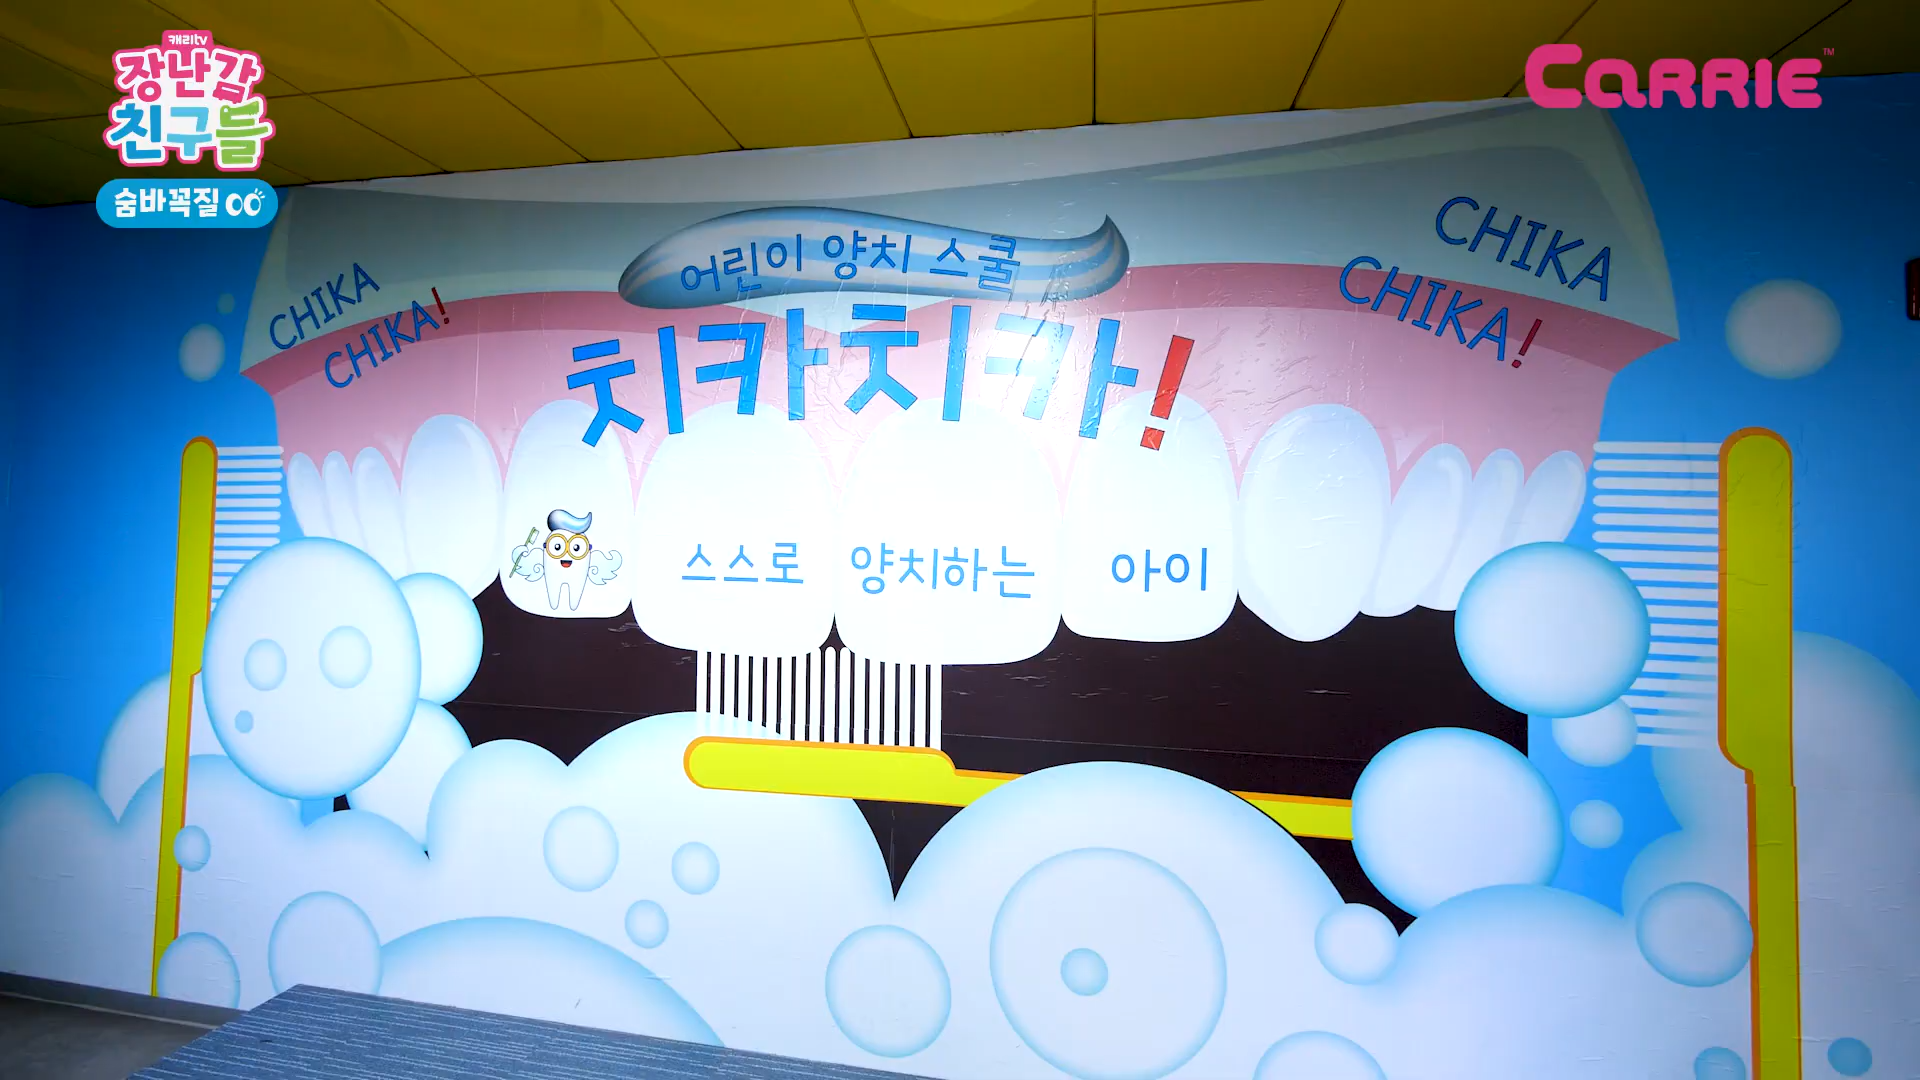 캐리tv
장난감
친구들
숨바꼭질
CARRIE™
어린이 양치 스쿨
치카치카!
CHIKA
CHIKA!
CHIKA
CHIKA!
스스로 양치하는 아이